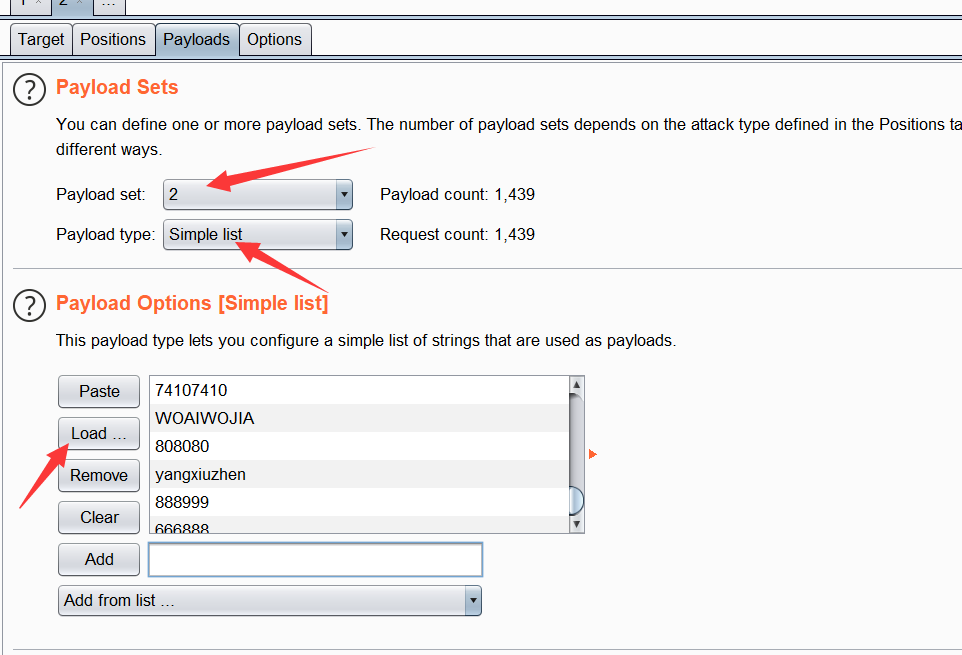 1 × 2 × ...
Target Positions Payloads Options
? Payload Sets
You can define one or more payload sets. The number of payload sets depends on the attack type defined in the Positions ta
different ways.
Payload set: 2 Payload count: 1,439
Payload type: Simple list Request count: 1,439
? Payload Options [Simple list]
This payload type lets you configure a simple list of strings that are used as payloads.
Paste 74107410
WOAIWOJIA
Load ...
808080
Remove yangxiuzhen
888999
Clear
666888
Add
Add from list ...